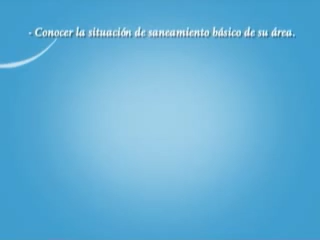 - Conocer la situación de saneamiento básico de su área.